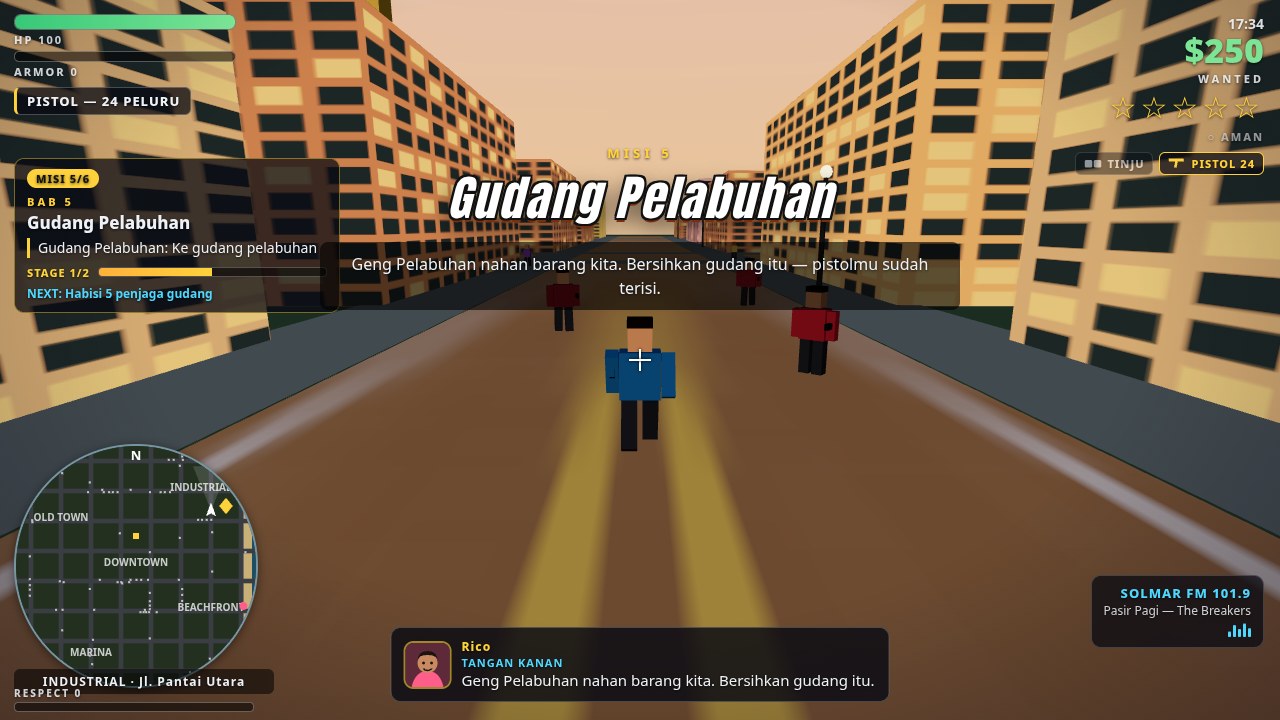 HP 100
ARMOR 0
PISTOL — 24 PELURU
17:34
$250
WANTED
☆ ☆ ☆ ☆ ☆
AMAN
TINJU
PISTOL 24
MISI 5/6
BAB 5
Gudang Pelabuhan
Gudang Pelabuhan: Ke gudang pelabuhan
STAGE 1/2
NEXT: Habisi 5 penjaga gudang
MISI 5
Gudang Pelabuhan
Geng Pelabuhan nahan barang kita. Bersihkan gudang itu — pistolmu sudah
terisi.
N
INDUSTRIAL
OLD TOWN
DOWNTOWN
BEACHFRONT
MARINA
INDUSTRIAL · Jl. Pantai Utara
RESPECT 0
Rico
TANGAN KANAN
Geng Pelabuhan nahan barang kita. Bersihkan gudang itu.
SOLMAR FM 101.9
Pasir Pagi — The Breakers